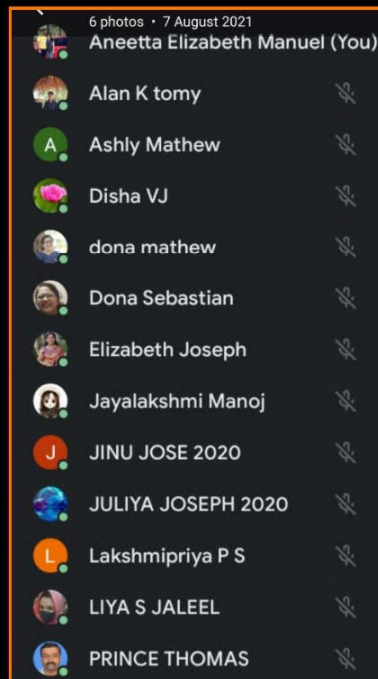 6 photos • 7 August 2021
Aneetta Elizabeth Manuel (You)
Alan K tomy
A Ashly Mathew
Disha VJ
dona mathew
Dona Sebastian
Elizabeth Joseph
Jayalakshmi Manoj
J JINU JOSE 2020
JULIYA JOSEPH 2020
L Lakshmipriya P S
LIYA S JALEEL
PRINCE THOMAS